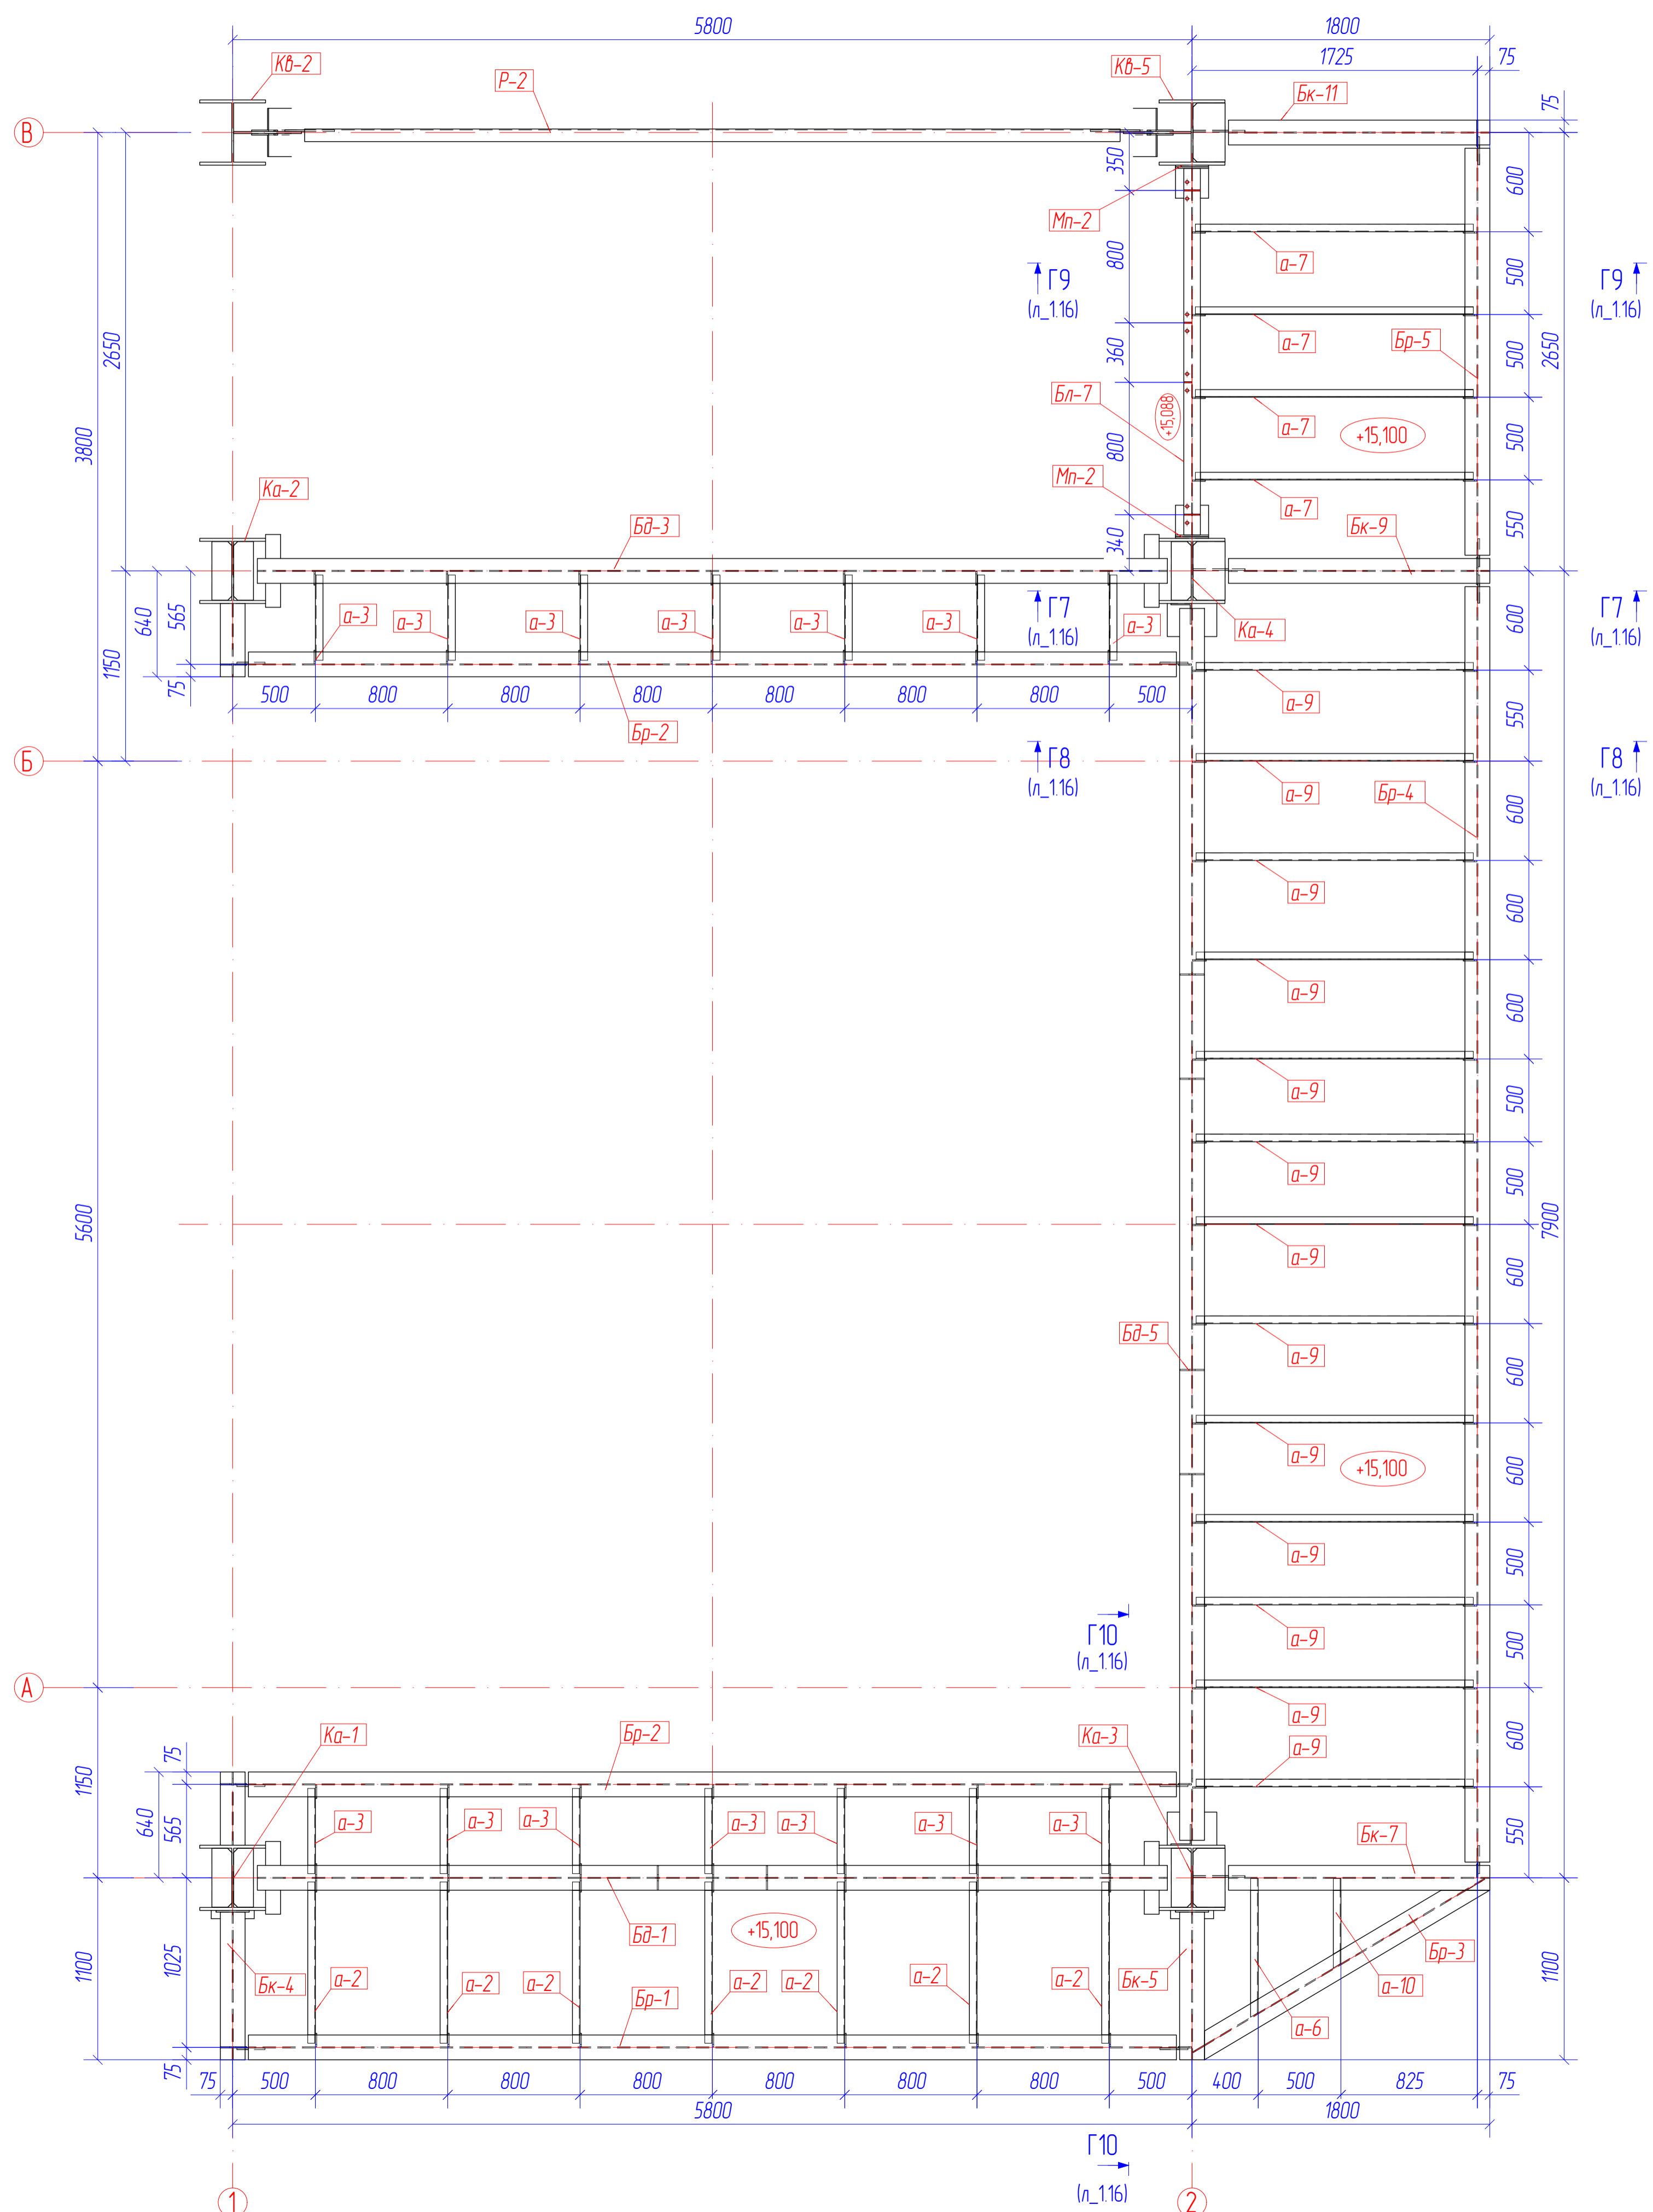 5800
1800
1725
75
Кв-2
Р-2
Кв-5
Бк-11
75
В
350
600
Мп-2
а-7
800
500
Г9
(л_1.16)
Г9
(л_1.16)
а-7
Бр-5
2650
360
500
2650
Бл-7
+15,088
а-7
+15,100
3800
800
500
Мп-2
Ка-2
а-7
Бд-3
Бк-9
340
550
640
565
1150
75
а-3
а-3
а-3
а-3
а-3
а-3
а-3
Г7
(л_1.16)
Г7
(л_1.16)
Ка-4
600
500
800
800
800
800
800
800
500
а-9
550
Бр-2
Б
Г8
(л_1.16)
Г8
(л_1.16)
а-9
Бр-4
600
а-9
600
а-9
600
а-9
500
а-9
500
5600
7900
а-9
600
Бд-5
а-9
600
а-9
+15,100
600
а-9
500
Г10
(л_1.16)
а-9
500
А
а-9
Ка-1
Бр-2
Ка-3
а-9
600
75
1150
640
565
а-3
а-3
а-3
а-3
а-3
а-3
а-3
Бк-7
550
+15,100
Бд-1
Бр-3
1100
1025
Бк-4
а-2
а-2
а-2
а-2
а-2
а-2
а-2
Бр-1
Бк-5
а-10
а-6
1100
75
75
500
800
800
800
800
800
800
500
400
500
825
75
5800
1800
Г10
(л_1.16)
1
2